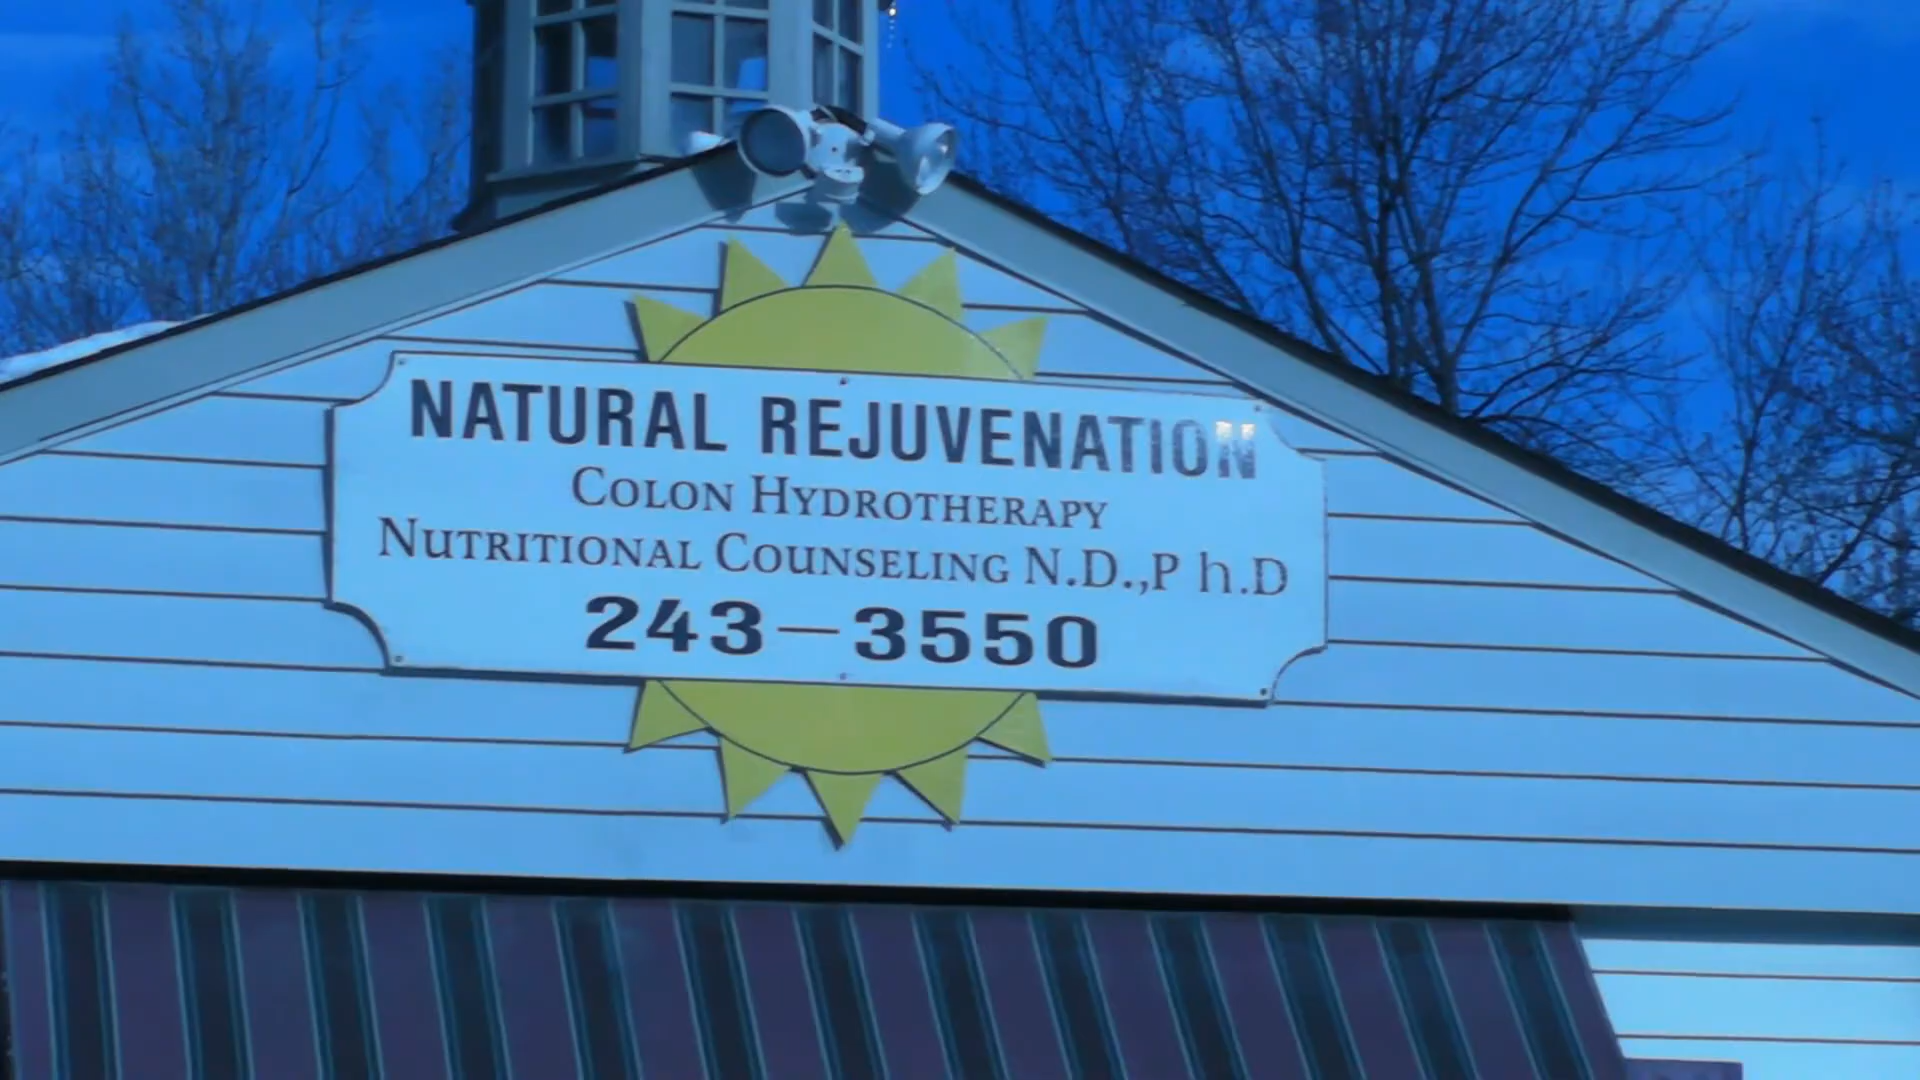 NATURAL REJUVENATION
COLON HYDROTHERAPY
NUTRITIONAL COUNSELING N.D.,P h.D
243-3550